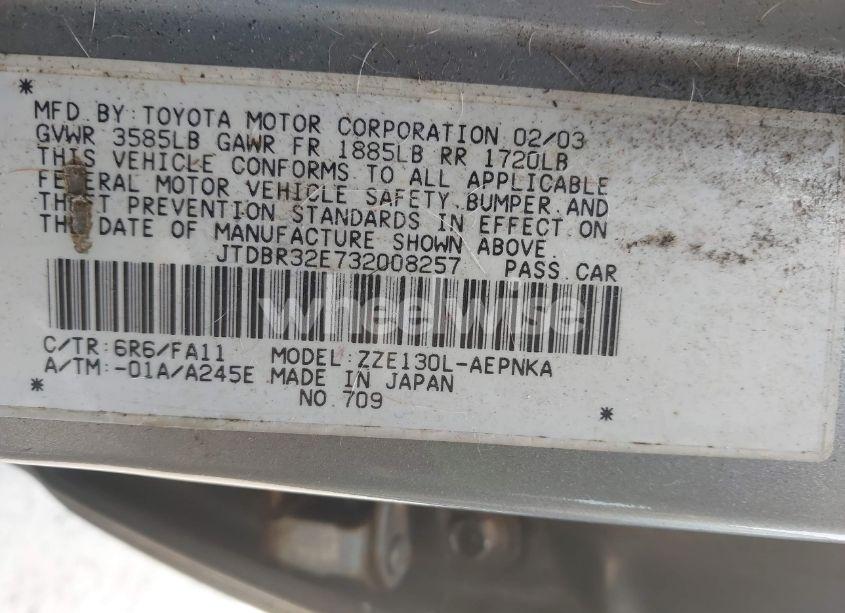 MFD.BY:TOYOTA MOTOR CORPORATION 02/03
GVWR 3585LB GAWR FR 1885LB RR 1720LB
THIS VEHICLE CONFORMS TO ALL APPLICABLE
FEDERAL MOTOR VEHICLE SAFETY,BUMPER,AND
THEFT PREVENTION STANDARDS IN EFFECT ON
THE DATE OF MANUFACTURE SHOWN ABOVE.
JTDBR32E732008257 PASS.CAR
wheelwise
C/TR:6R6/FA11 MODEL:ZZE130L-AEPNKA
A/TM:-01A/A245E MADE IN JAPAN
NO.709